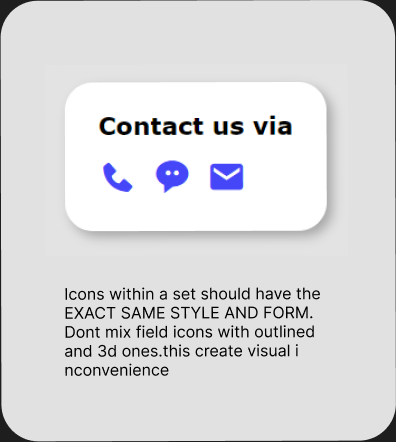 Contact us via
Icons within a set should have the
EXACT SAME STYLE AND FORM.
Dont mix field icons with outlined
and 3d ones.this create visual i
nconvenience